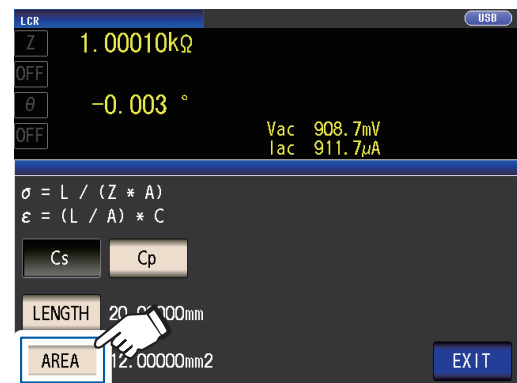 LCR USB
Z 1.00010kΩ
OFF
θ -0.003 °
OFF
Vac 908.7mV
Iac 911.7μA
σ = L / (Z * A)
ε = (L / A) * C
Cs Cp
LENGTH
AREA 12.00000mm2 EXIT